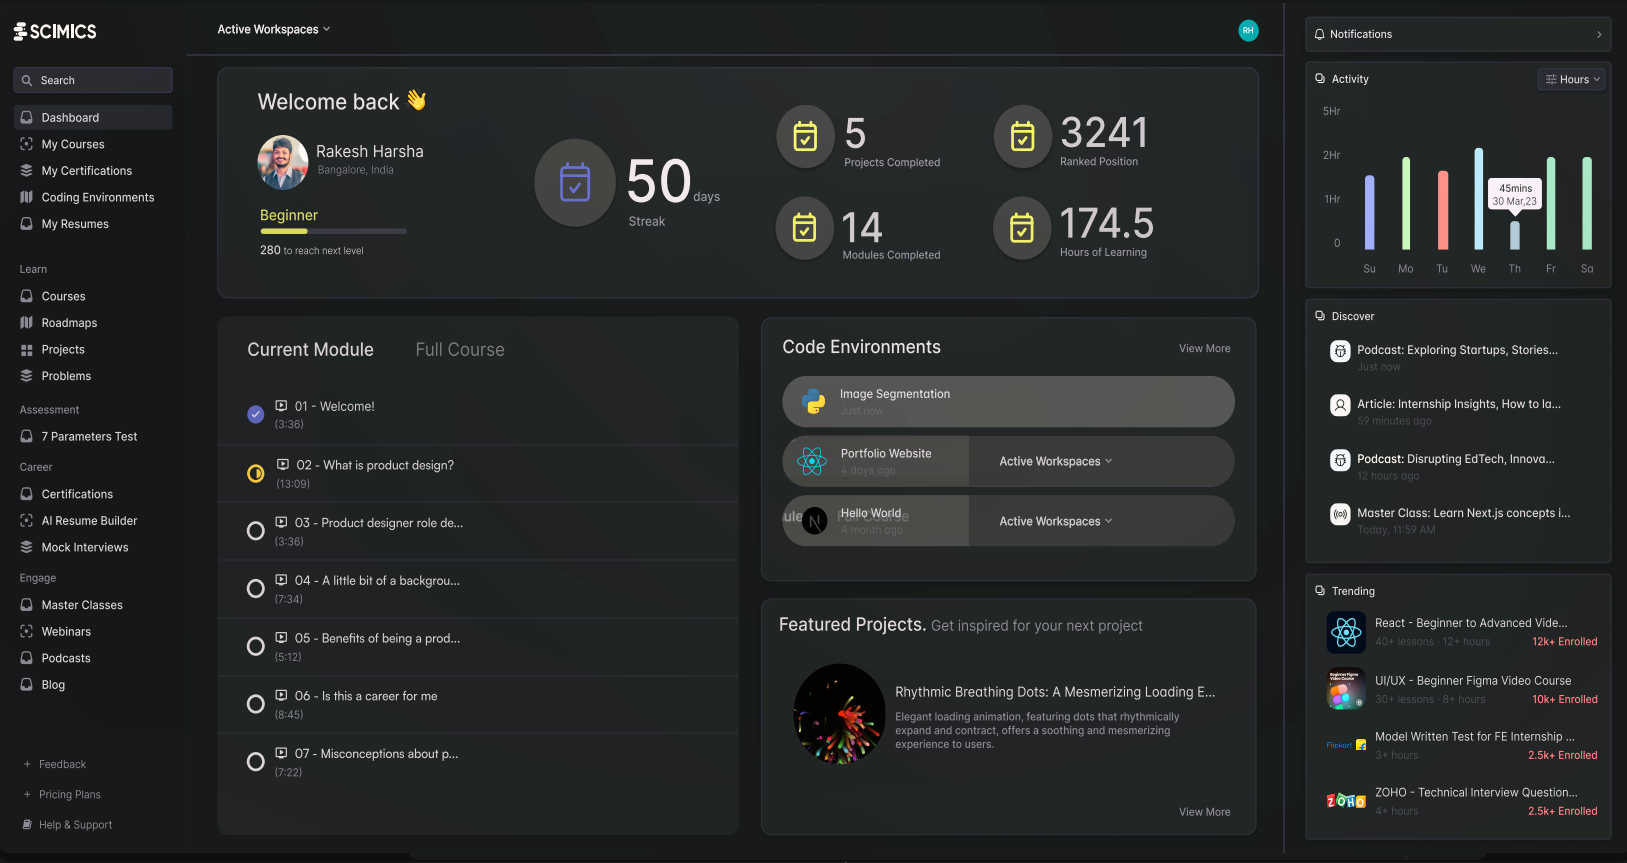 SCIMICS
Search
Dashboard
My Courses
My Certifications
Coding Environments
My Resumes
Learn
Courses
Roadmaps
Projects
Problems
Assessment
7 Parameters Test
Career
Certifications
AI Resume Builder
Mock Interviews
Engage
Master Classes
Webinars
Podcasts
Blog
+ Feedback
+ Pricing Plans
Help & Support
Active Workspaces
RH
Welcome back 👋
Rakesh Harsha
Bangalore, India
Beginner
280 to reach next level
50 days
Streak
5
Projects Completed
3241
Ranked Position
14
Modules Completed
174.5
Hours of Learning
Current Module Full Course
01 - Welcome!
(3:36)
02 - What is product design?
(13:09)
03 - Product designer role de...
(3:36)
04 - A little bit of a backgrou...
(7:34)
05 - Benefits of being a prod...
(5:12)
06 - Is this a career for me
(8:45)
07 - Misconceptions about p...
(7:22)
Code Environments
View More
Image Segmentation
Just now
Portfolio Website
4 days ago
Active Workspaces
ule Full Course
N
Hello World
A month ago
Active Workspaces
Featured Projects. Get inspired for your next project
Rhythmic Breathing Dots: A Mesmerizing Loading E...
Elegant loading animation, featuring dots that rhythmically
expand and contract, offers a soothing and mesmerizing
experience to users.
View More
Notifications
Activity
Hours
5Hr
2Hr
1Hr
0
45mins
30 Mar,23
Su Mo Tu We Th Fr Sa
Discover
Podcast: Exploring Startups, Stories...
Just now
Article: Internship Insights, How to la...
59 minutes ago
Podcast: Disrupting EdTech, Innova...
12 hours ago
Master Class: Learn Next.js concepts i...
Today, 11:59 AM
Trending
React - Beginner to Advanced Vide...
40+ lessons · 12+ hours
12k+ Enrolled
Beginner Figma
Video Course
UI/UX - Beginner Figma Video Course
30+ lessons · 8+ hours
10k+ Enrolled
Flipkart
Model Written Test for FE Internship ...
3+ hours
2.5k+ Enrolled
ZOHO
ZOHO - Technical Interview Question...
4+ hours
2.5k+ Enrolled